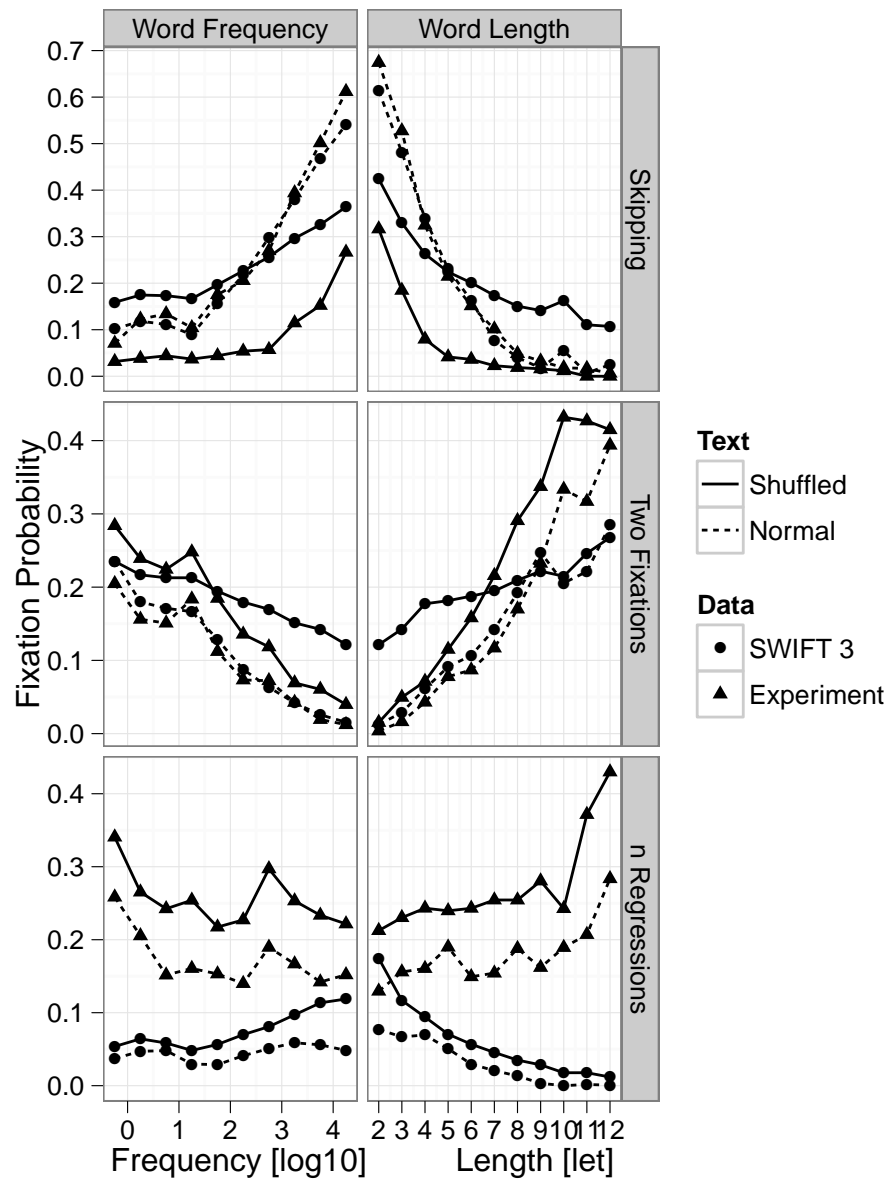 Word Frequency
Word Length
0.7
0.6
0.5
0.4
0.3
0.2
0.1
0.0
Skipping
0.4
0.3
0.2
0.1
0.0
Two Fixations
0.4
0.3
0.2
0.1
0.0
n Regressions
Fixation Probability
0 1 2 3 4
2 3 4 5 6 7 8 9 10 11 12
Frequency [log10]
Length [let]
Text
Shuffled
Normal
Data
SWIFT 3
Experiment